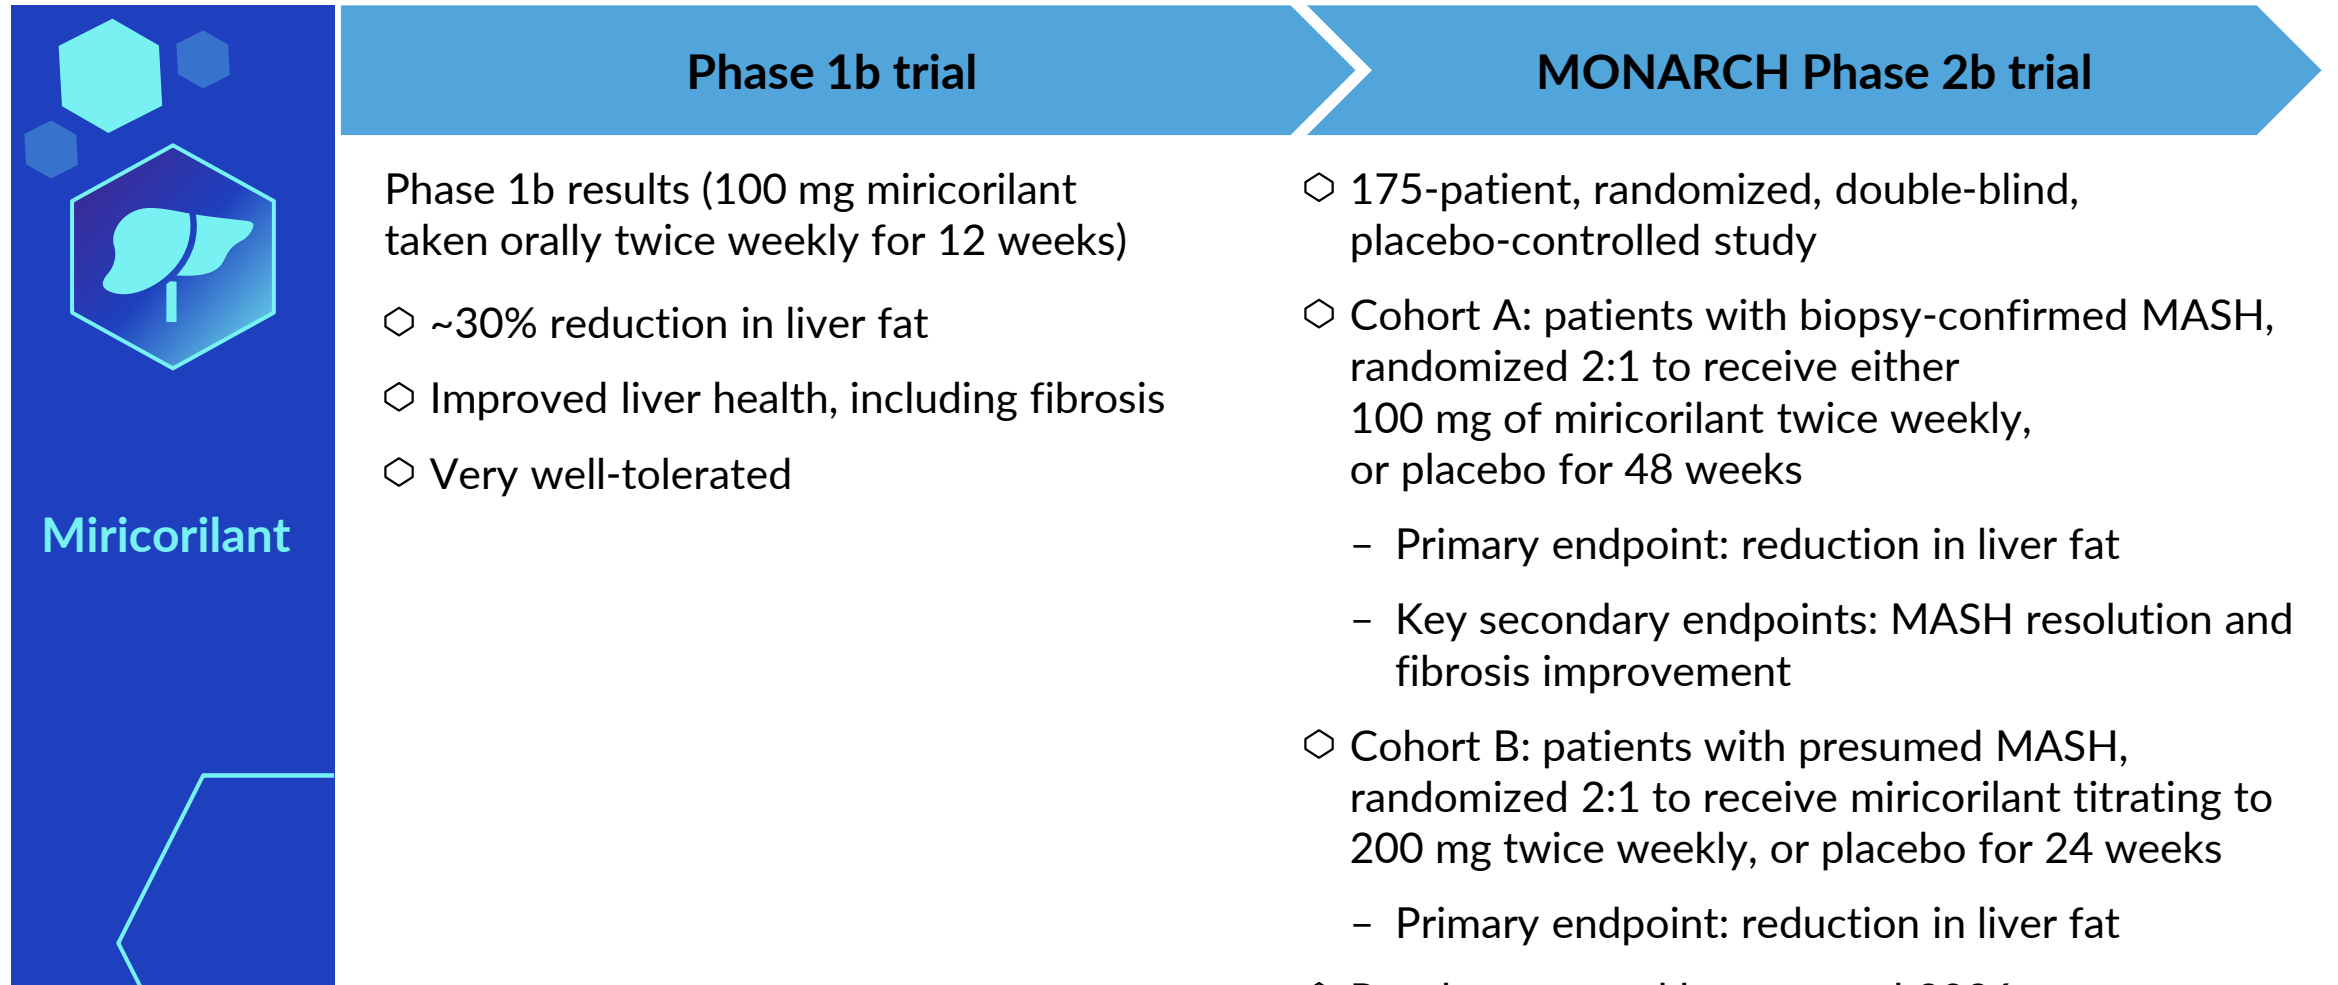 Phase 1b trial
MONARCH Phase 2b trial
Miricorilant
Phase 1b results (100 mg miricorilant
taken orally twice weekly for 12 weeks)
~30% reduction in liver fat
Improved liver health, including fibrosis
Very well-tolerated
175-patient, randomized, double-blind,
placebo-controlled study
Cohort A: patients with biopsy-confirmed MASH,
randomized 2:1 to receive either
100 mg of miricorilant twice weekly,
or placebo for 48 weeks
– Primary endpoint: reduction in liver fat
– Key secondary endpoints: MASH resolution and
fibrosis improvement
Cohort B: patients with presumed MASH,
randomized 2:1 to receive miricorilant titrating to
200 mg twice weekly, or placebo for 24 weeks
– Primary endpoint: reduction in liver fat